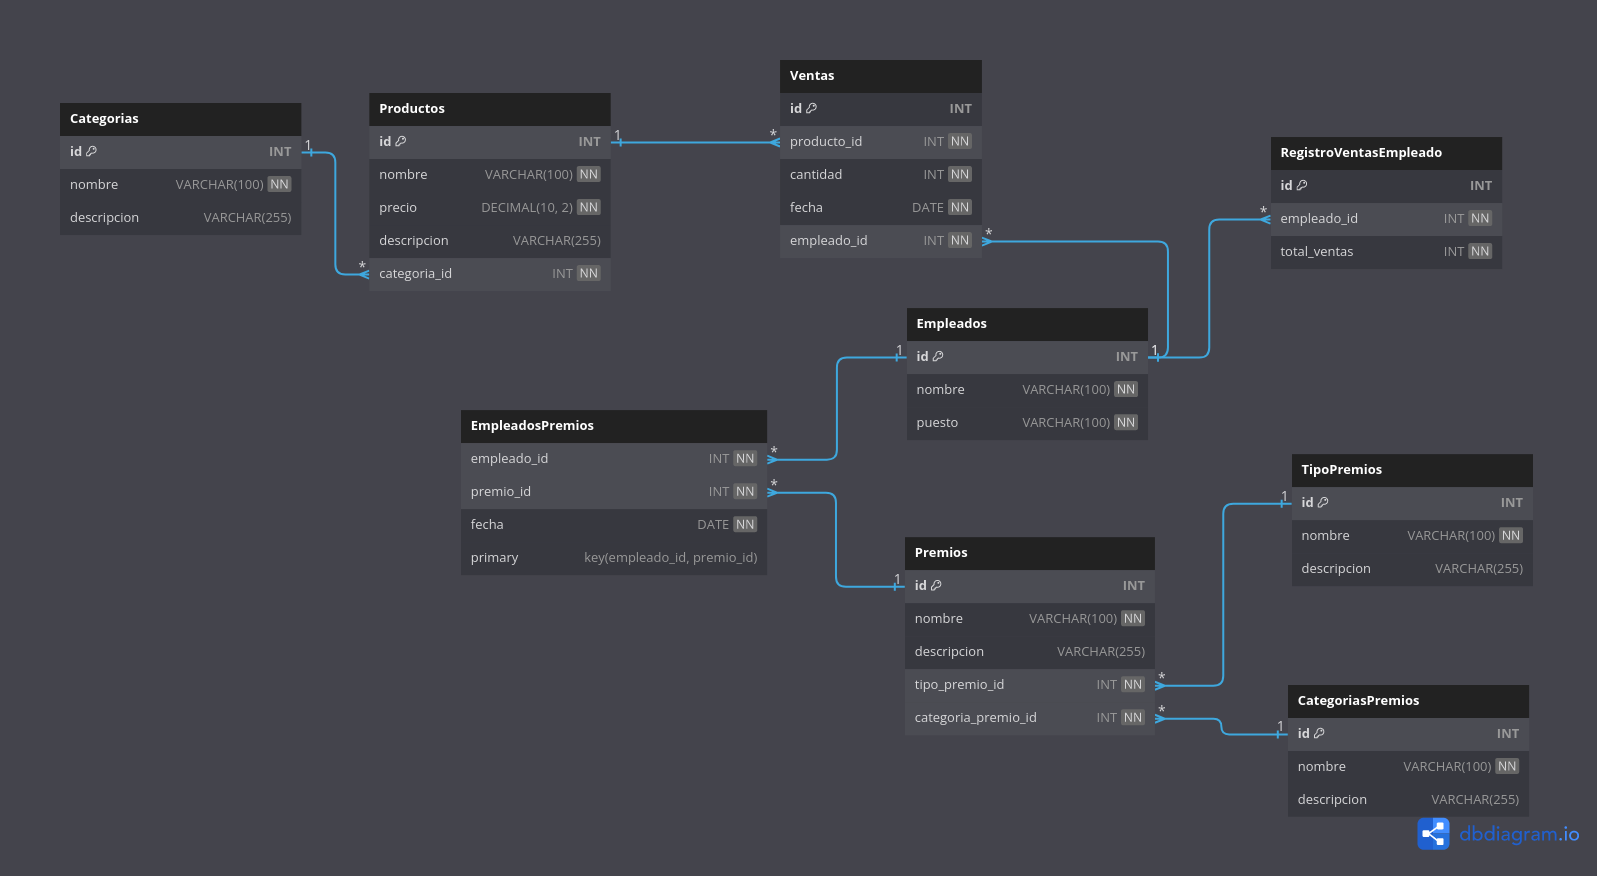 Categorias
id INT
nombre VARCHAR(100) NN
descripcion VARCHAR(255)
1
*
Productos
id INT
nombre VARCHAR(100) NN
precio DECIMAL(10, 2) NN
descripcion VARCHAR(255)
categoria_id INT NN
1
*
Ventas
id INT
producto_id INT NN
cantidad INT NN
fecha DATE NN
empleado_id INT NN
*
*
RegistroVentasEmpleado
id INT
empleado_id INT NN
total_ventas INT NN
Empleados
1
id INT
1
nombre VARCHAR(100) NN
puesto VARCHAR(100) NN
EmpleadosPremios
empleado_id INT NN
*
premio_id INT NN
*
fecha DATE NN
primary key(empleado_id, premio_id)
TipoPremios
1
id INT
nombre VARCHAR(100) NN
descripcion VARCHAR(255)
Premios
1
id INT
nombre VARCHAR(100) NN
descripcion VARCHAR(255)
tipo_premio_id INT NN
*
categoria_premio_id INT NN
*
CategoriasPremios
1
id INT
nombre VARCHAR(100) NN
descripcion VARCHAR(255)
dbdiagram.io